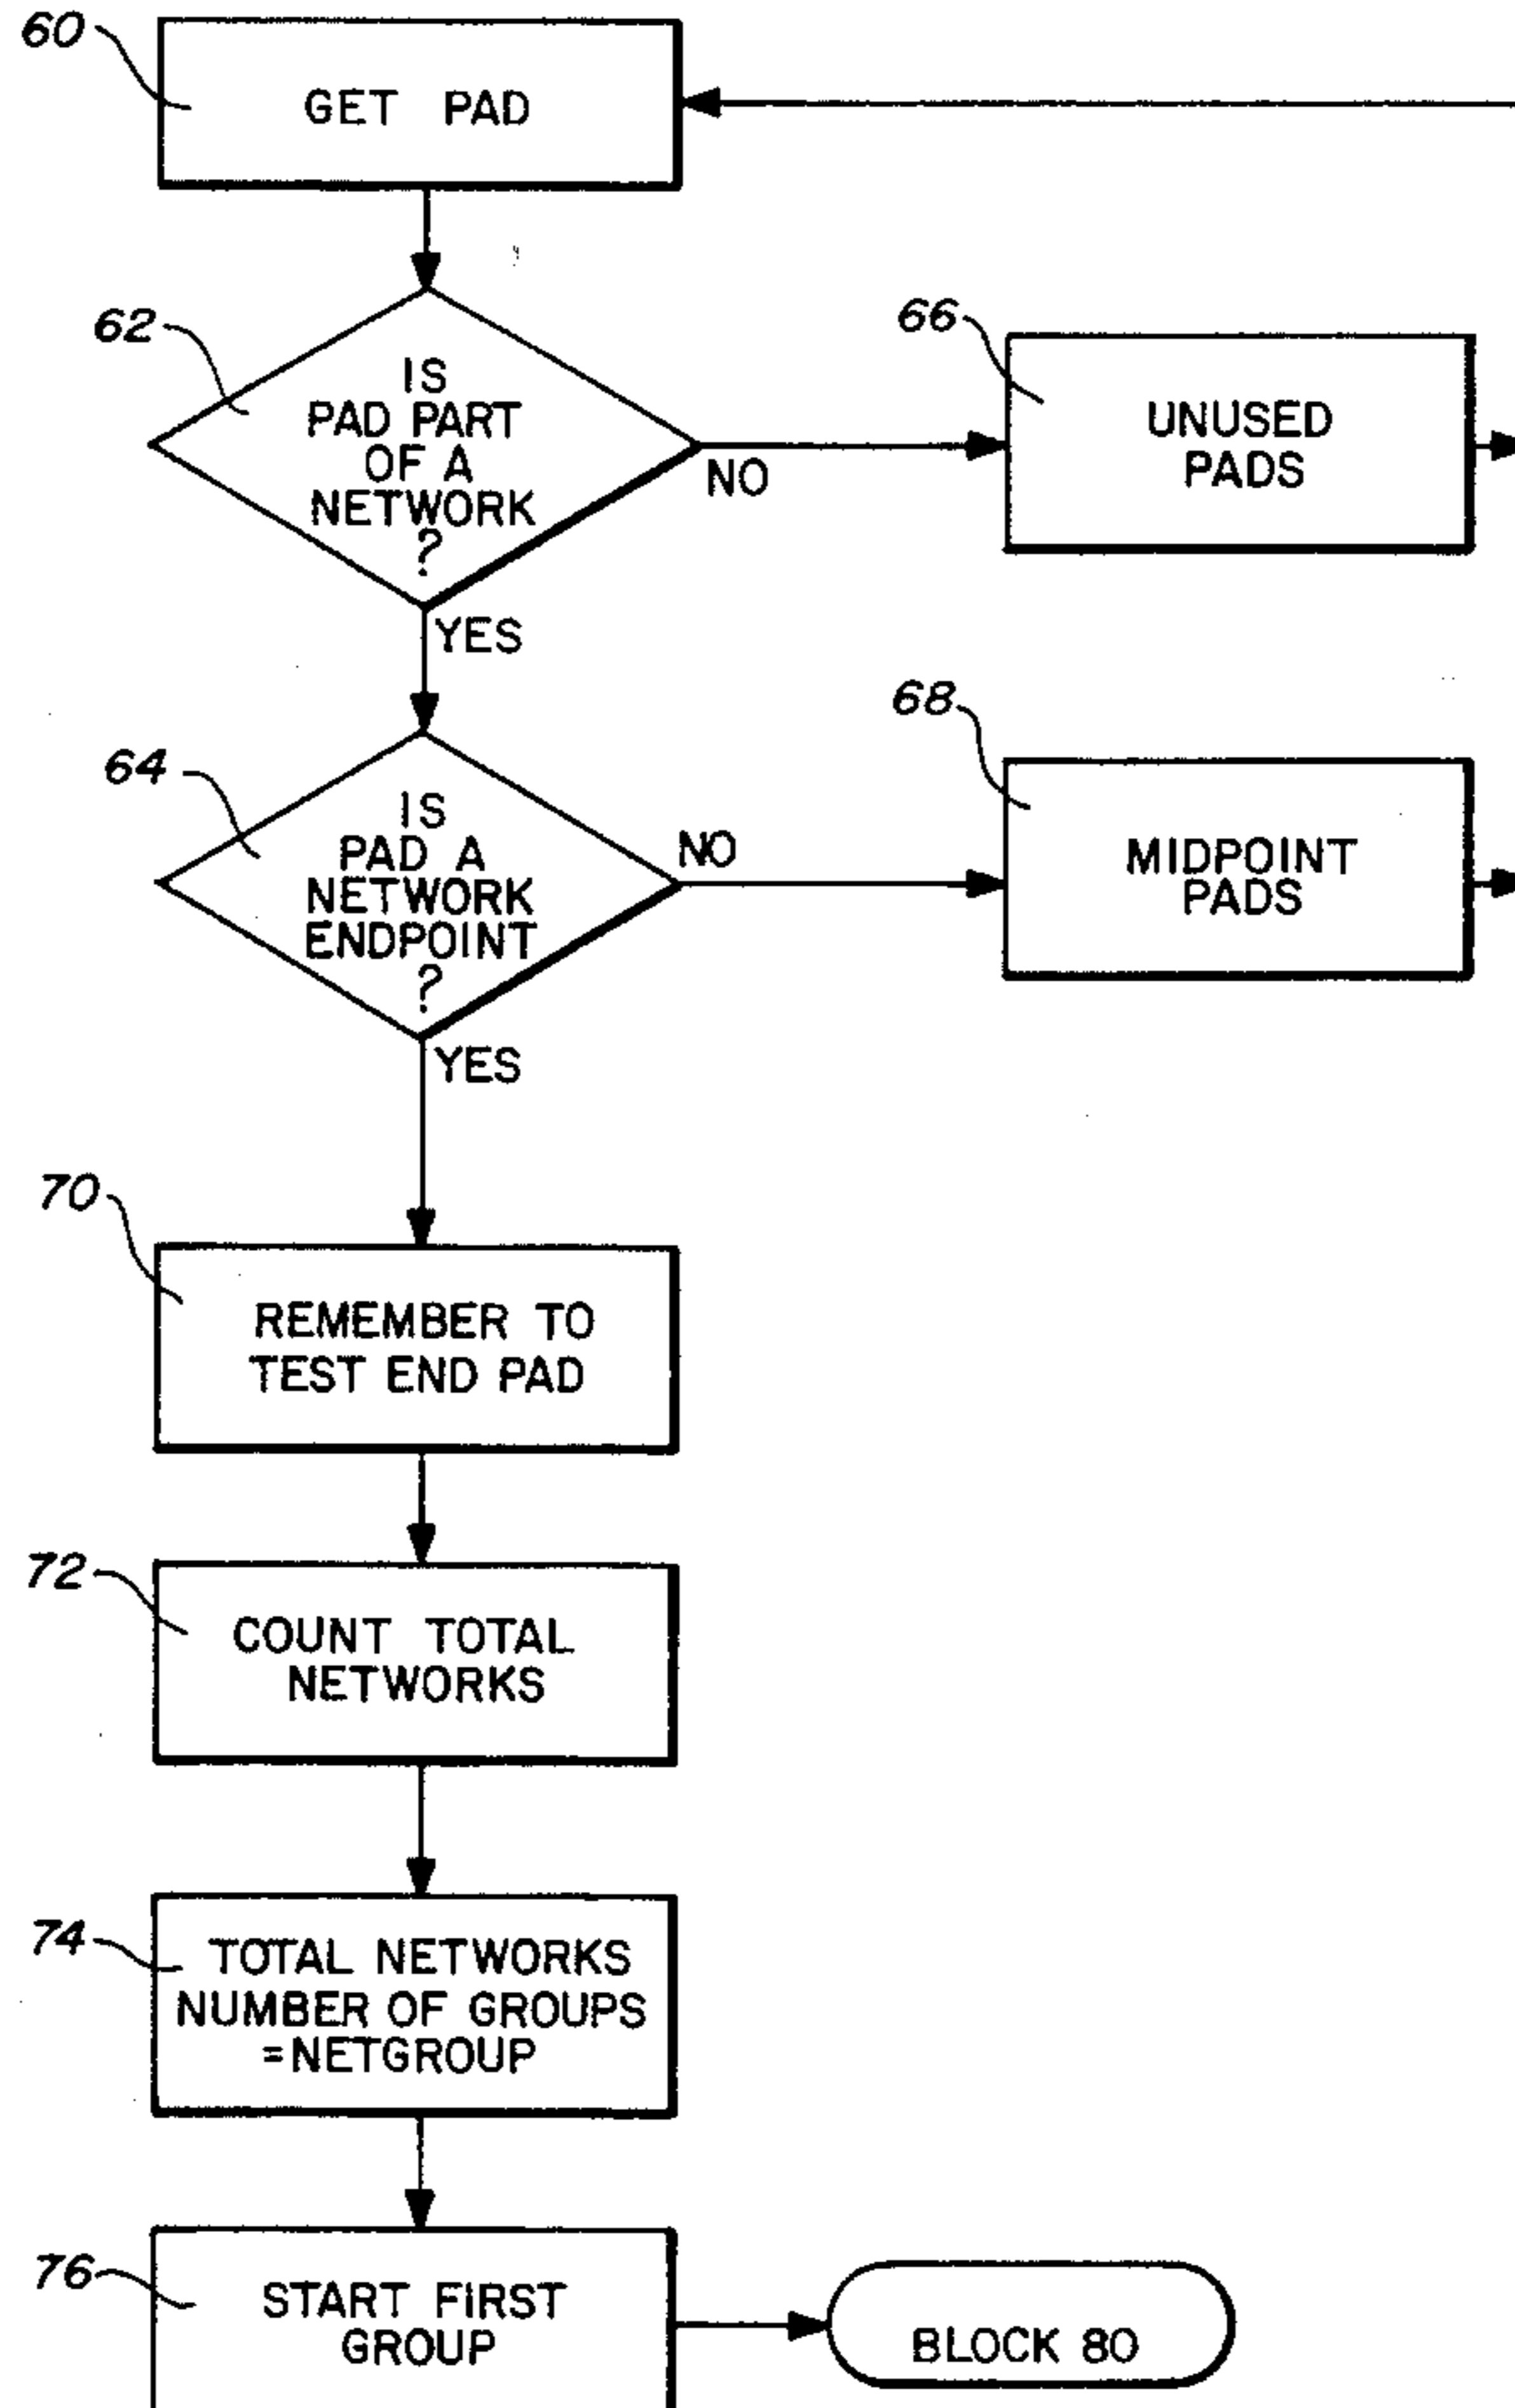 60
GET PAD
62
IS
PAD PART
OF A
NETWORK
?
NO
YES
66
UNUSED
PADS
64
IS
PAD A
NETWORK
ENDPOINT
?
NO
YES
68
MIDPOINT
PADS
70
REMEMBER TO
TEST END PAD
72
COUNT TOTAL
NETWORKS
74
TOTAL NETWORKS
NUMBER OF GROUPS
=NETGROUP
76
START FIRST
GROUP
BLOCK 80